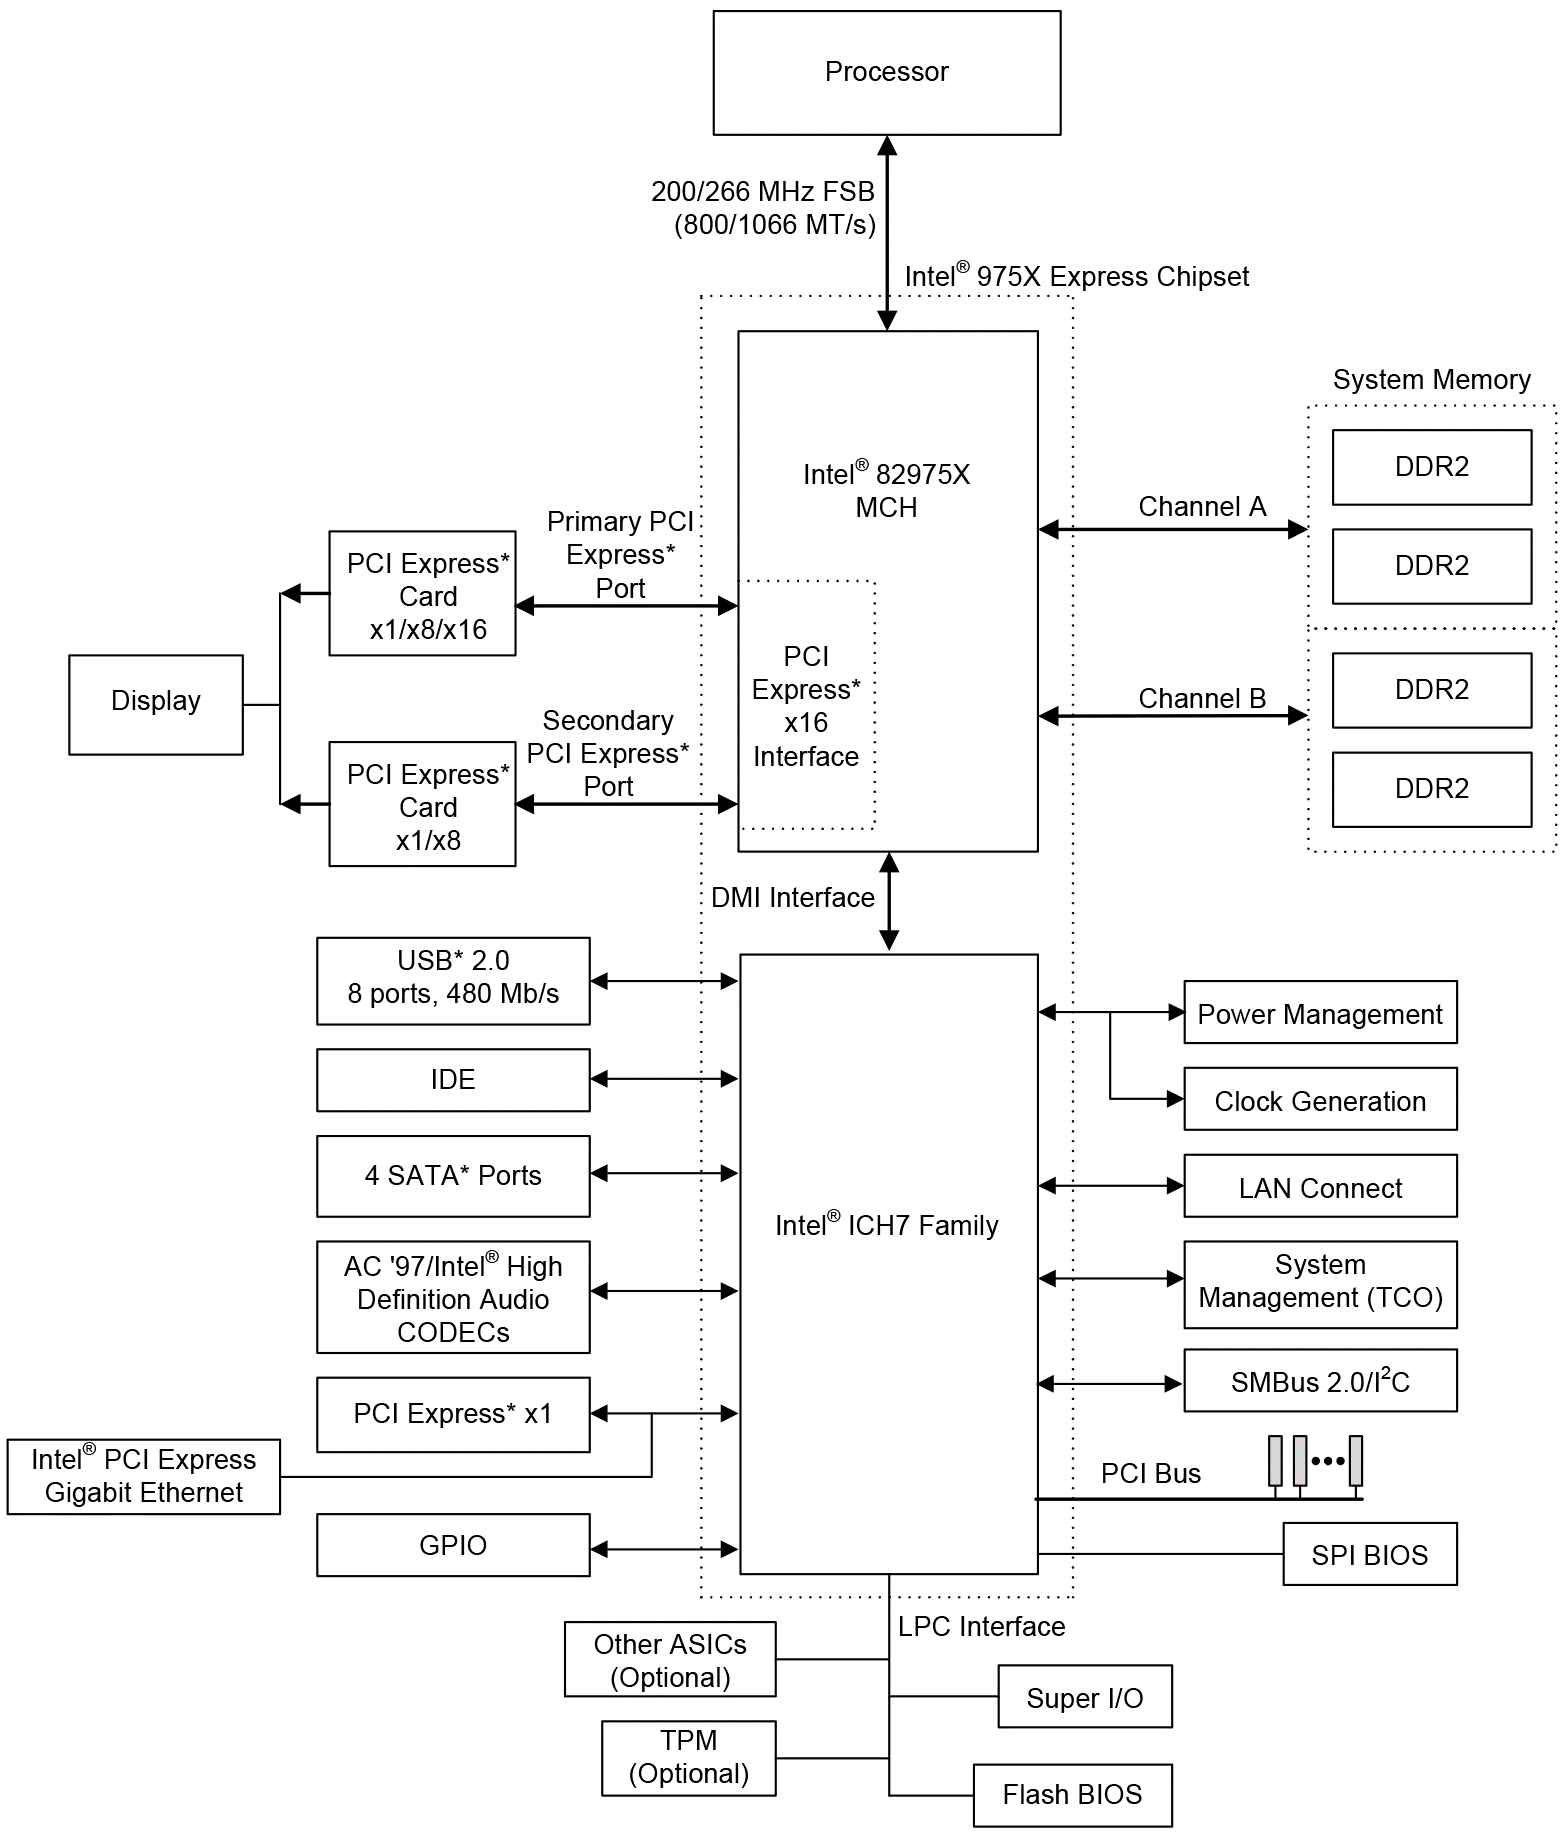 Processor
200/266 MHz FSB
(800/1066 MT/s)
Intel® 975X Express Chipset
System Memory
Intel® 82975X
MCH
DDR2
Channel A
DDR2
Primary PCI
Express*
Port
PCI Express*
Card
x1/x8/x16
PCI
Express*
x16
Interface
Display
Channel B
DDR2
DDR2
Secondary
PCI Express*
Port
PCI Express*
Card
x1/x8
DMI Interface
USB* 2.0
8 ports, 480 Mb/s
IDE
4 SATA* Ports
AC '97/Intel® High
Definition Audio
CODECs
PCI Express* x1
Intel® PCI Express
Gigabit Ethernet
GPIO
Intel® ICH7 Family
Power Management
Clock Generation
LAN Connect
System
Management (TCO)
SMBus 2.0/I²C
PCI Bus
SPI BIOS
LPC Interface
Other ASICs
(Optional)
Super I/O
TPM
(Optional)
Flash BIOS